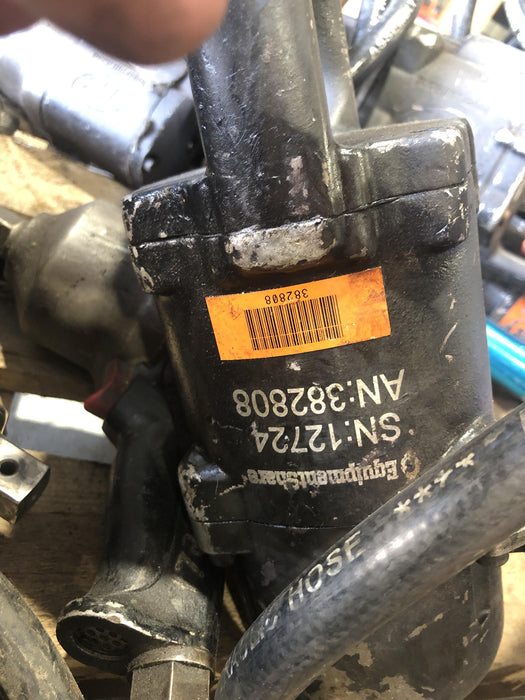 EquipmentShare
SN:12724
AN:382808
382808
HOSE ****